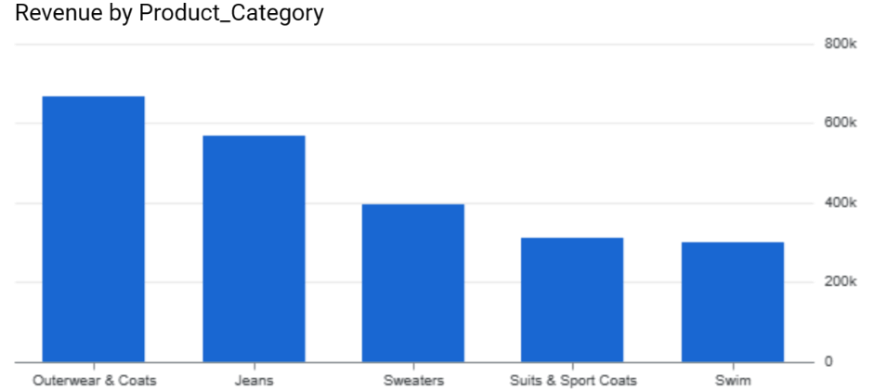 Revenue by Product_Category
800k
600k
400k
200k
0
Outerwear & Coats
Jeans
Sweaters
Suits & Sport Coats
Swim